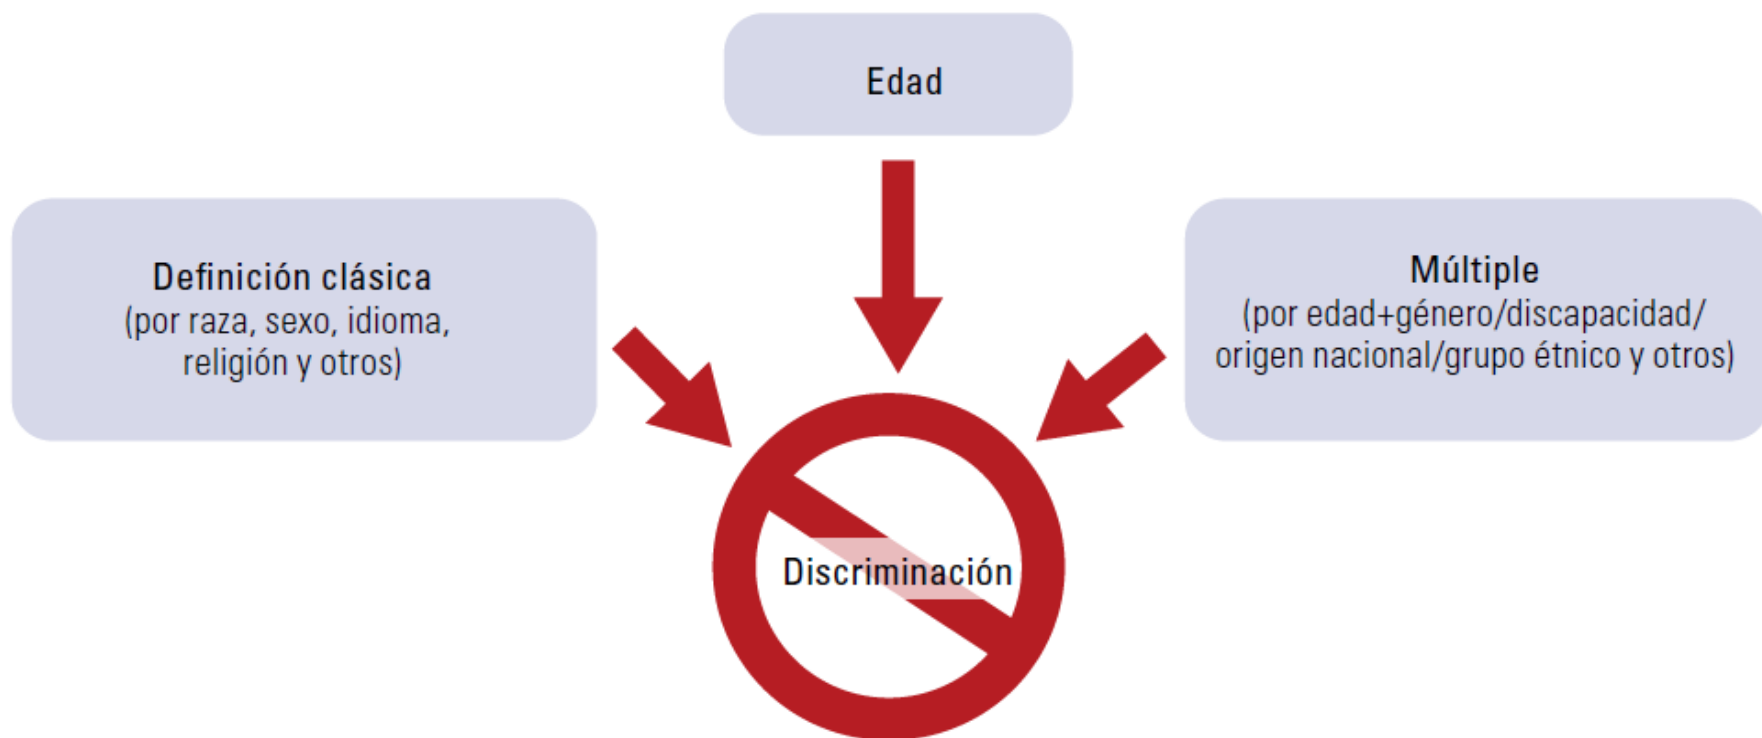 Edad
Definición clásica
(por raza, sexo, idioma,
religión y otros)
Múltiple
(por edad+género/discapacidad/
origen nacional/grupo étnico y otros)
Discriminación